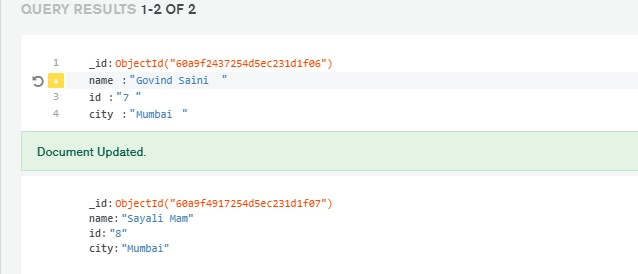 QUERY RESULTS 1-2 OF 2
1 _id: ObjectId("60a9f2437254d5ec231d1f06")
+ name :"Govind Saini "
3 id :"7 "
4 city :"Mumbai "
Document Updated.
_id: ObjectId("60a9f4917254d5ec231d1f07")
name: "Sayali Mam"
id: "8"
city: "Mumbai"